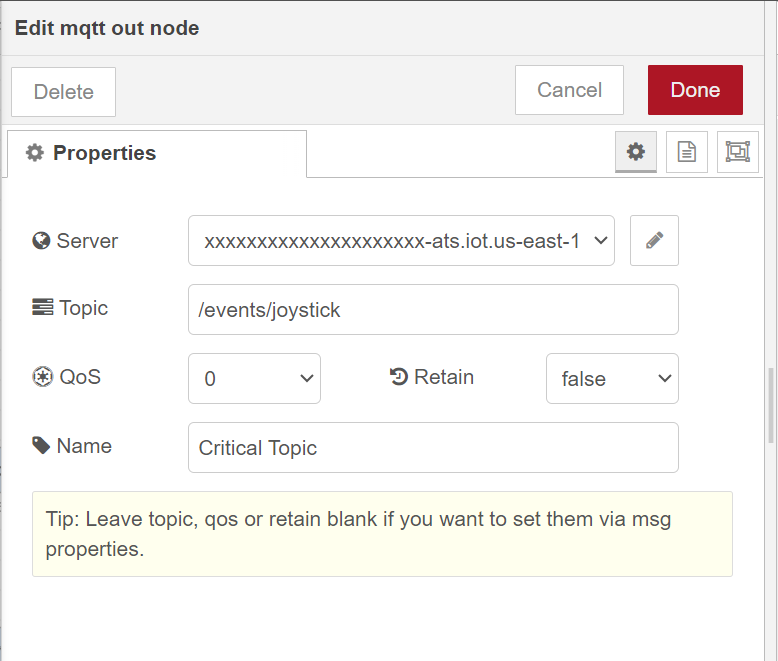 Edit mqtt out node
Delete
Cancel
Done
Properties
Server
xxxxxxxxxxxxxxxxxxxxx-ats.iot.us-east-1
Topic
/events/joystick
QoS
0
Retain
false
Name
Critical Topic
Tip: Leave topic, qos or retain blank if you want to set them via msg
properties.